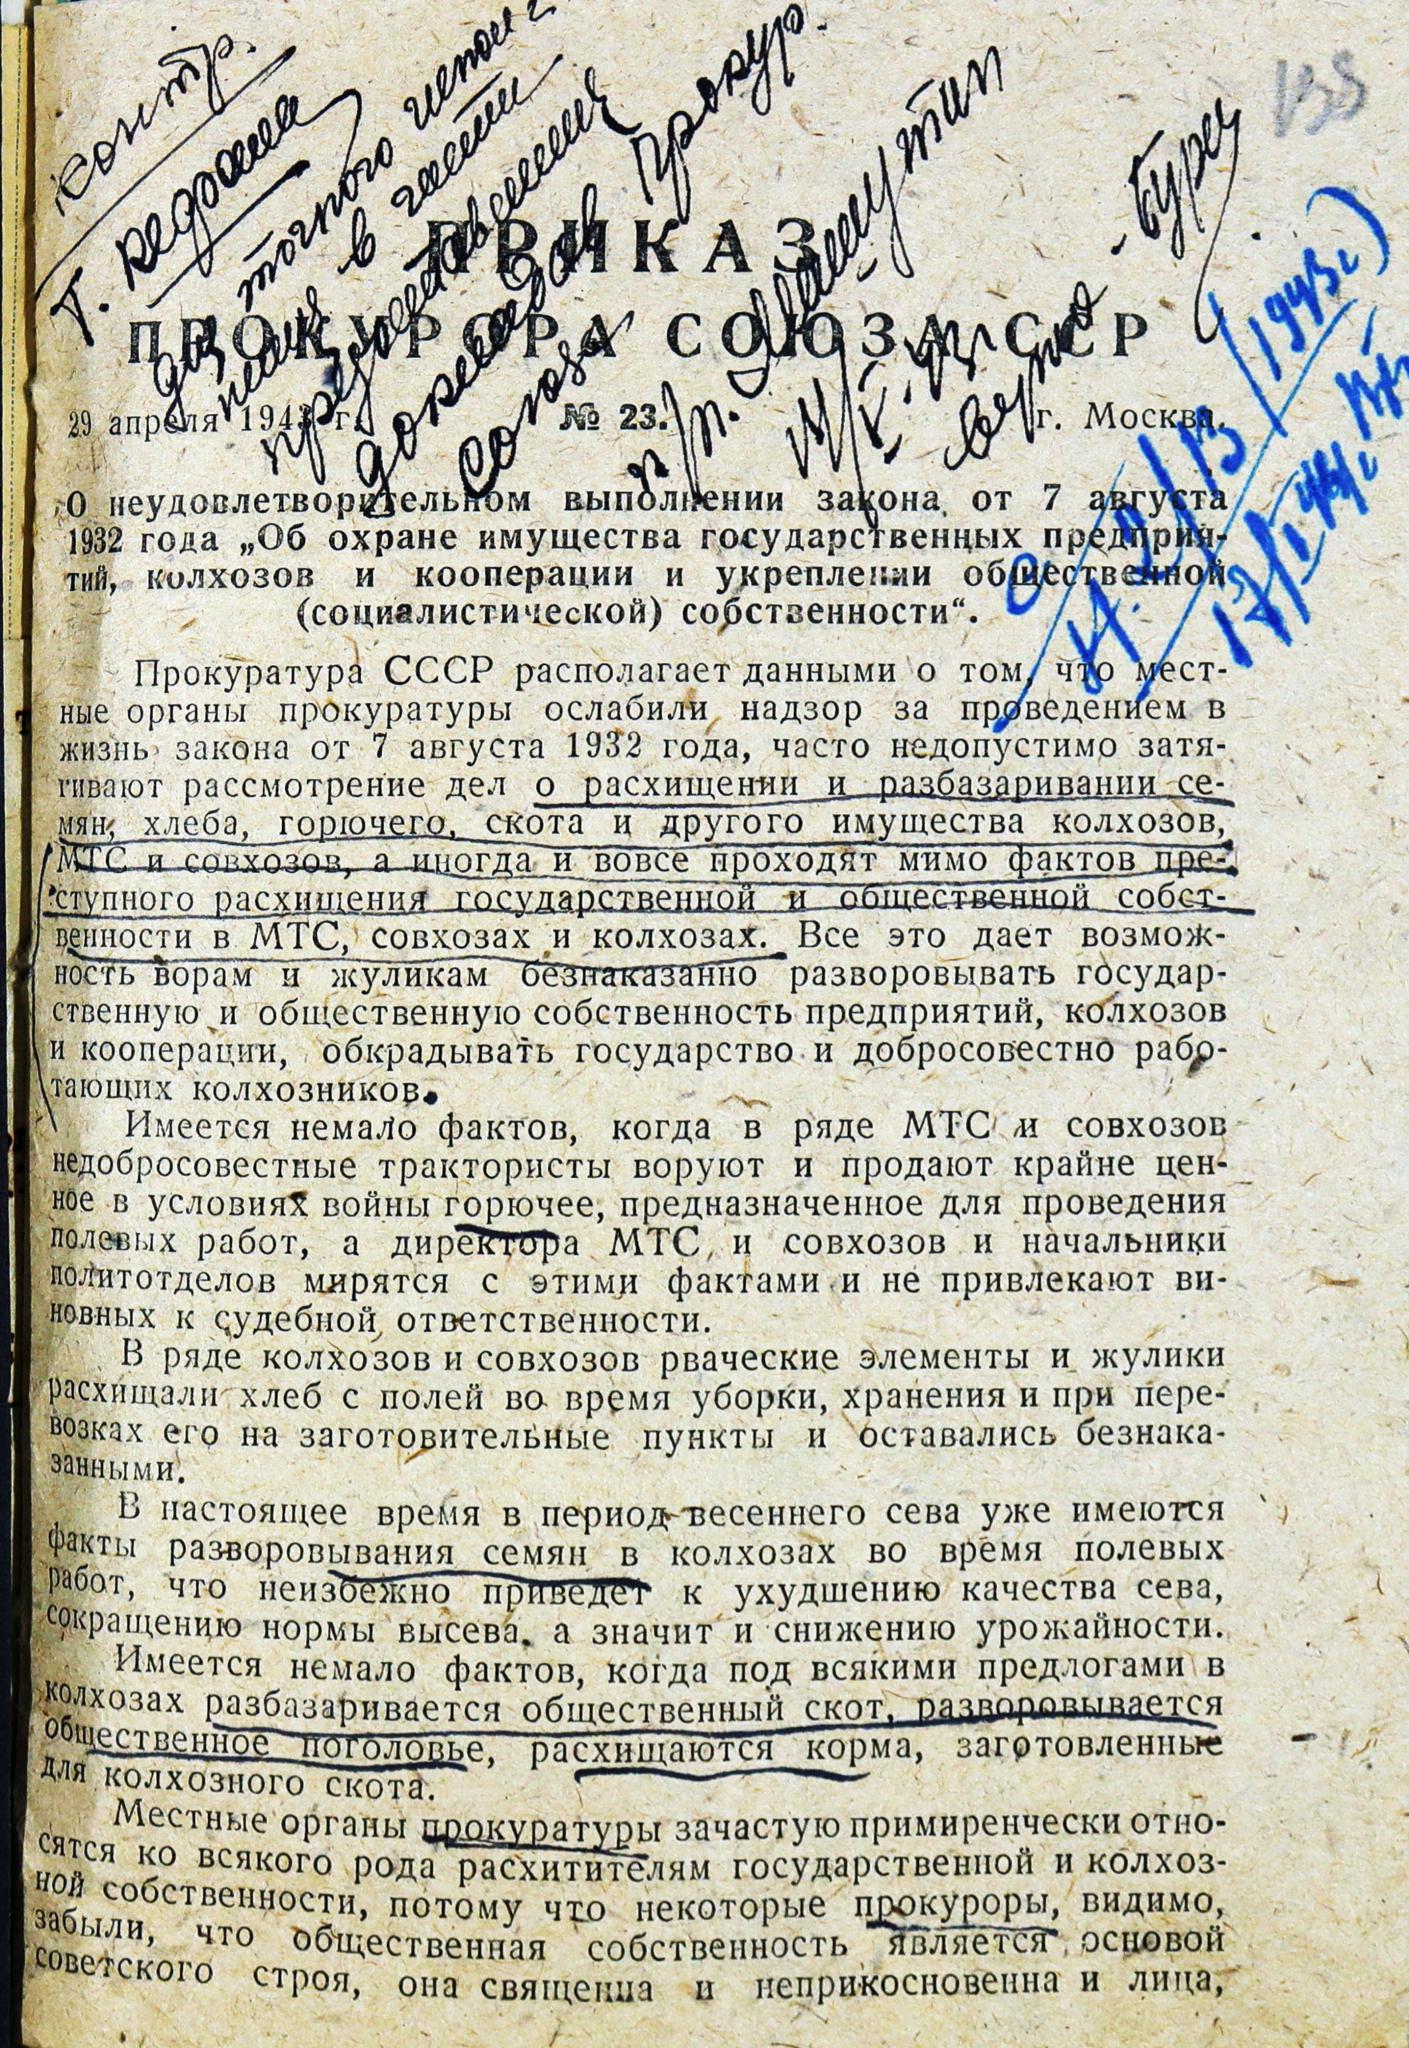 контр.
точного
в части
Прокур.
Союза
верно
(1943 г.)
ПРИКАЗ
ПРОКУРОРА СОЮЗА ССР
29 апреля 1943 г. № 23. г. Москва.
О неудовлетворительном выполнении закона от 7 августа
1932 года „Об охране имущества государственных предприя-
тий, колхозов и кооперации и укреплении общественной
(социалистической) собственности“.
Прокуратура СССР располагает данными о том, что мест-
ные органы прокуратуры ослабили надзор за проведением в
жизнь закона от 7 августа 1932 года, часто недопустимо затя-
гивают рассмотрение дел о расхищении и разбазаривании се-
мян, хлеба, горючего, скота и другого имущества колхозов,
МТС и совхозов, а иногда и вовсе проходят мимо фактов пре-
ступного расхищения государственной и общественной собст-
венности в МТС, совхозах и колхозах. Все это дает возмож-
ность ворам и жуликам безнаказанно разворовывать государ-
ственную и общественную собственность предприятий, колхозов
и кооперации, обкрадывать государство и добросовестно рабо-
тающих колхозников.
Имеется немало фактов, когда в ряде МТС и совхозов
недобросовестные трактористы воруют и продают крайне цен-
ное в условиях войны горючее, предназначенное для проведения
полевых работ, а директора МТС и совхозов и начальники
политотделов мирятся с этими фактами и не привлекают ви-
новных к судебной ответственности.
В ряде колхозов и совхозов рваческие элементы и жулики
расхищали хлеб с полей во время уборки, хранения и при пере-
возках его на заготовительные пункты и оставались безнака-
занными.
В настоящее время в период весеннего сева уже имеются
факты разворовывания семян в колхозах во время полевых
работ, что неизбежно приведет к ухудшению качества сева,
сокращению нормы высева, а значит и снижению урожайности.
Имеется немало фактов, когда под всякими предлогами в
колхозах разбазаривается общественный скот, разворовывается
общественное поголовье, расхищаются корма, заготовленные
для колхозного скота.
Местные органы прокуратуры зачастую примиренчески отно-
сятся ко всякого рода расхитителям государственной и колхоз-
ной собственности, потому что некоторые прокуроры, видимо,
забыли, что общественная собственность является основой
советского строя, она священна и неприкосновенна и лица,